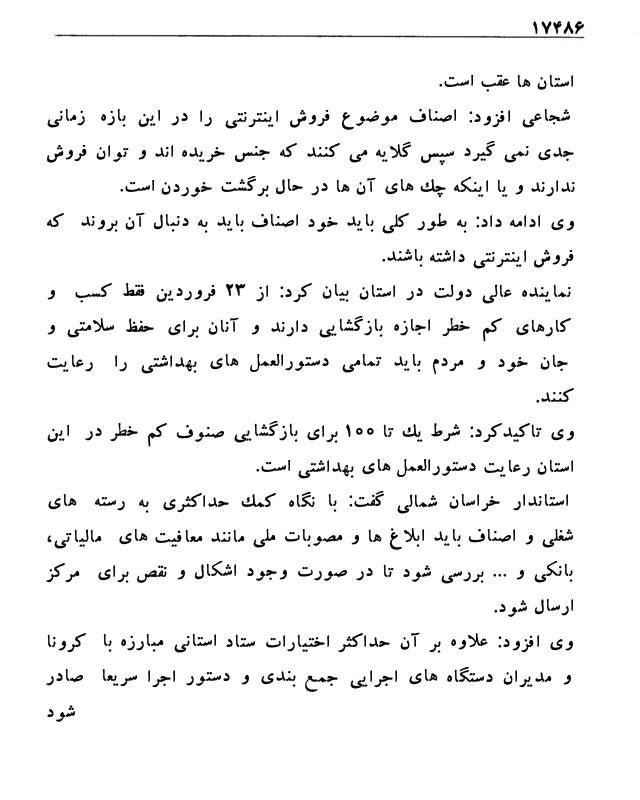 ۱۷۴۸۶
استان ها عقب است.
شجاعی افزود: اصناف موضوع فروش اینترنتی را در این بازه زمانی
جدی نمی گیرد سپس گلایه می کنند که جنس خریده اند و توان فروش
ندارند و یا اینکه چك های آن ها در حال برگشت خوردن است.
وی ادامه داد: به طور کلی باید خود اصناف باید به دنبال آن بروند که
فروش اینترنتی داشته باشند.
نماینده عالی دولت در استان بیان کرد: از ۲۳ فروردین فقط کسب و
کارهای کم خطر اجازه بازگشایی دارند و آنان برای حفظ سلامتی و
جان خود و مردم باید تمامی دستورالعمل های بهداشتی را رعایت
کنند.
وی تاکیدکرد: شرط یك تا ۱۰۰ برای بازگشایی صنوف کم خطر در این
استان رعایت دستورالعمل های بهداشتی است.
استاندار خراسان شمالی گفت: با نگاه کمك حداکثری به رسته های
شغلی و اصناف باید ابلاغ ها و مصوبات ملی مانند معافیت های مالیاتی،
بانکی و ... بررسی شود تا در صورت وجود اشکال و نقص برای مرکز
ارسال شود.
وی افزود: علاوه بر آن حداکثر اختیارات ستاد استانی مبارزه با کرونا
و مدیران دستگاه های اجرایی جمع بندی و دستور اجرا سریعا صادر
شود